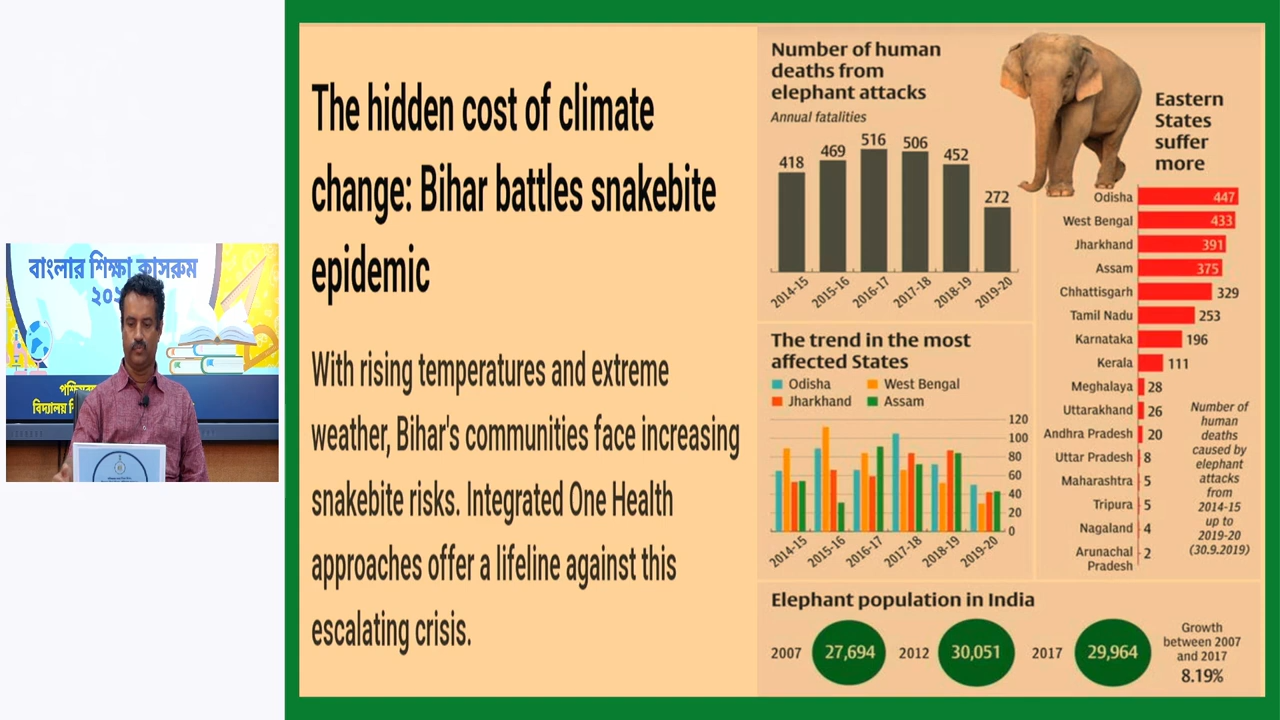 বাংলার শিক্ষা ক্লাসরুম
The hidden cost of climate
change: Bihar battles snakebite
epidemic
With rising temperatures and extreme
weather, Bihar's communities face increasing
snakebite risks. Integrated One Health
approaches offer a lifeline against this
escalating crisis.
Number of human
deaths from
elephant attacks
Annual fatalities
418
469
516
506
452
272
2014-15
2015-16
2016-17
2017-18
2018-19
2019-20
Eastern
States
suffer
more
Odisha 447
West Bengal 433
Jharkhand 391
Assam 375
Chhattisgarh 329
Tamil Nadu 253
Karnataka 196
Kerala 111
Meghalaya 28
Uttarakhand 26
Andhra Pradesh 20
Uttar Pradesh 8
Maharashtra 5
Tripura 5
Nagaland 4
Arunachal
Pradesh 2
Number of
human
deaths
caused by
elephant
attacks
from
2014-15
up to
2019-20
(30.9.2019)
The trend in the most
affected States
Odisha West Bengal
Jharkhand Assam
120
100
80
60
40
20
0
2014-15
2015-16
2016-17
2017-18
2018-19
2019-20
Elephant population in India
2007 27,694 2012 30,051 2017 29,964
Growth
between 2007
and 2017
8.19%